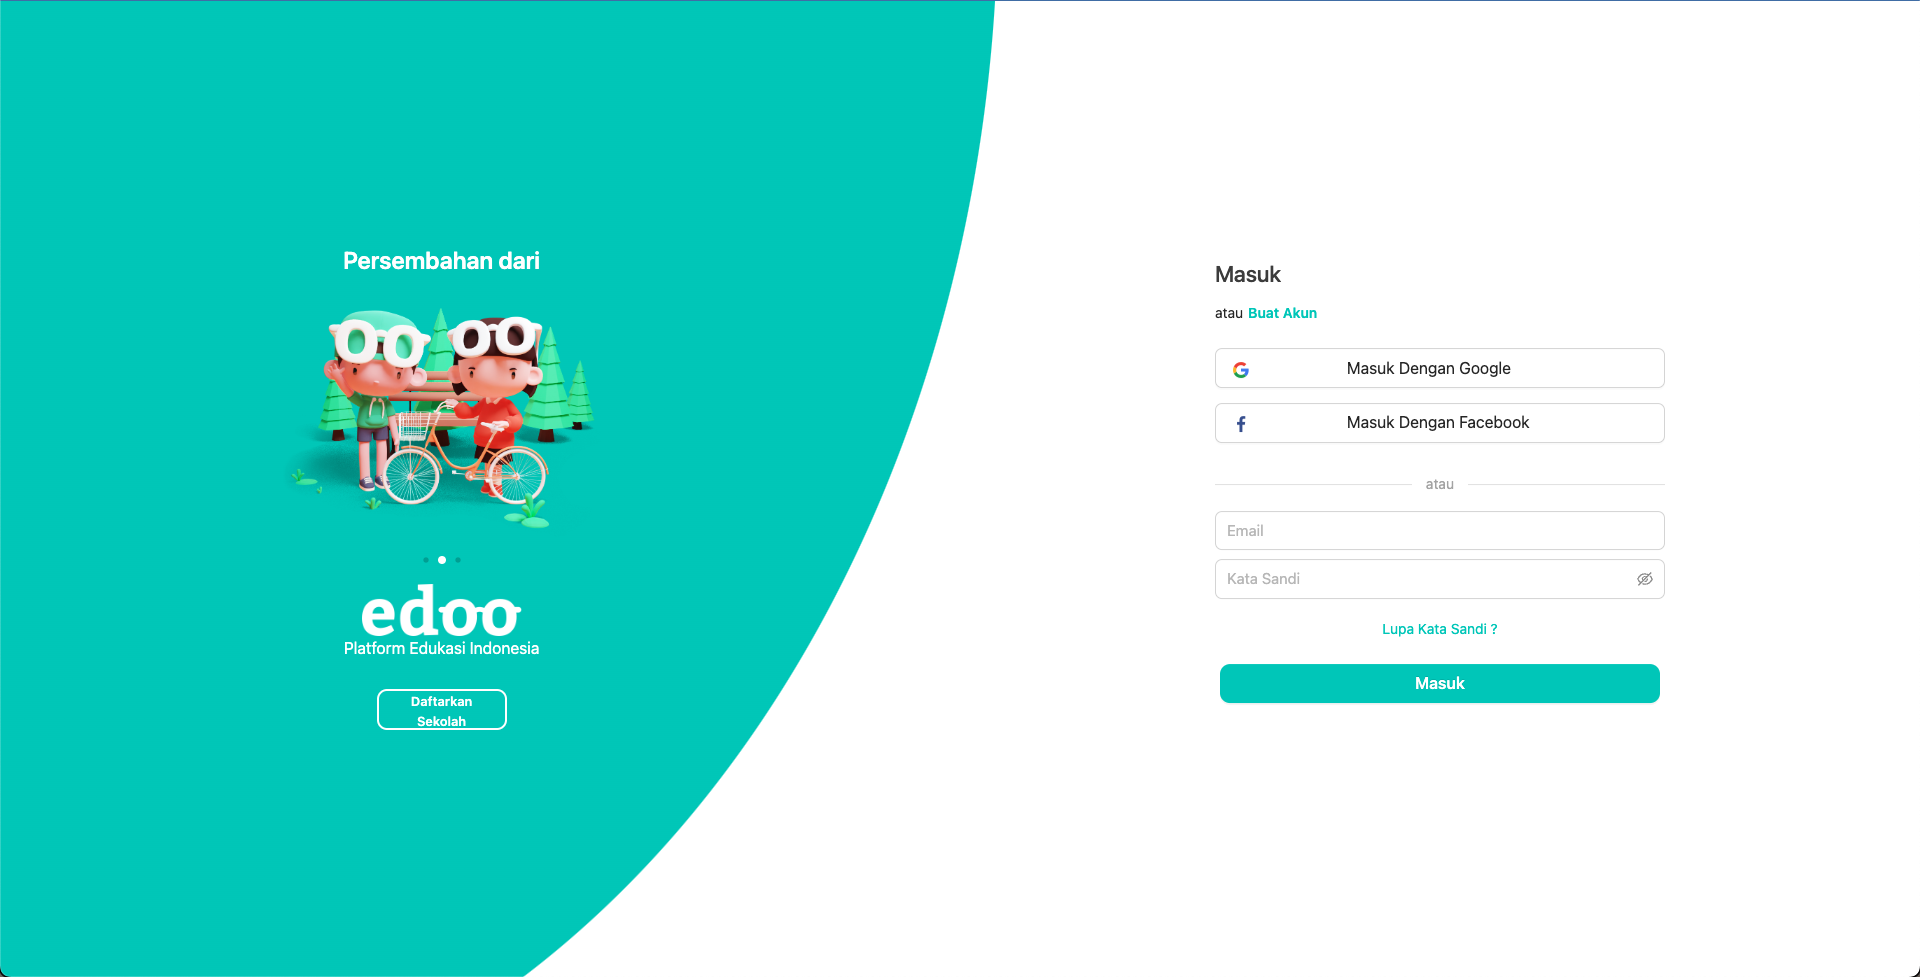 Persembahan dari
edoo
Platform Edukasi Indonesia
Daftarkan
Sekolah
Masuk
atau Buat Akun
Masuk Dengan Google
Masuk Dengan Facebook
atau
Email
Kata Sandi
Lupa Kata Sandi ?
Masuk